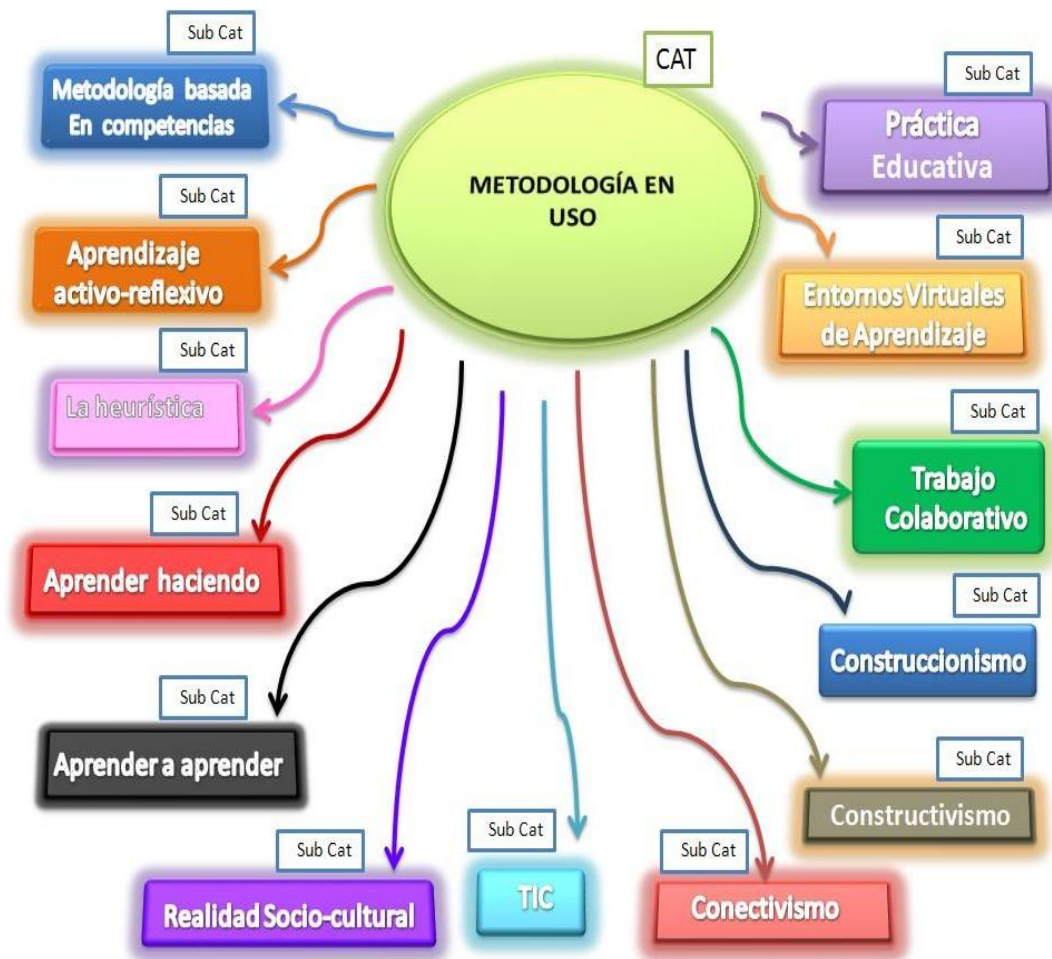 CAT
METODOLOGÍA EN
USO
Sub Cat
Metodología basada
En competencias
Sub Cat
Aprendizaje
activo-reflexivo
Sub Cat
La heurística
Sub Cat
Aprender haciendo
Sub Cat
Aprender a aprender
Sub Cat
Realidad Socio-cultural
Sub Cat
TIC
Sub Cat
Conectivismo
Sub Cat
Constructivismo
Sub Cat
Construccionismo
Sub Cat
Trabajo
Colaborativo
Sub Cat
Entornos Virtuales
de Aprendizaje
Sub Cat
Práctica
Educativa